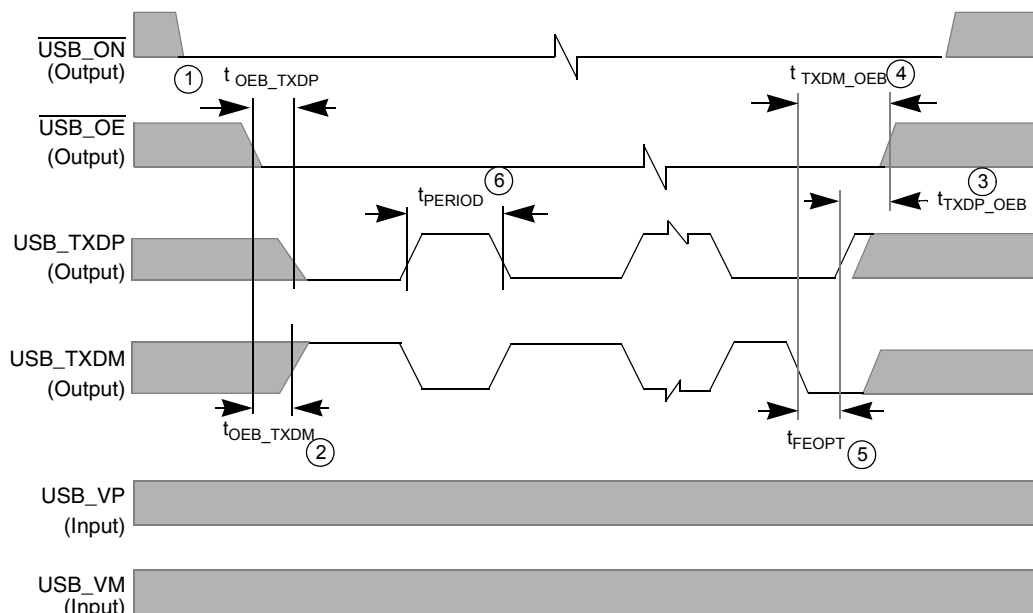 USB_ON
(Output)
1
t OEB_TXDP
t TXDM_OEB
4
USB_OE
(Output)
tPERIOD
6
3
tTXDP_OEB
USB_TXDP
(Output)
USB_TXDM
(Output)
tOEB_TXDM
2
tFEOPT
5
USB_VP
(Input)
USB_VM
(Input)